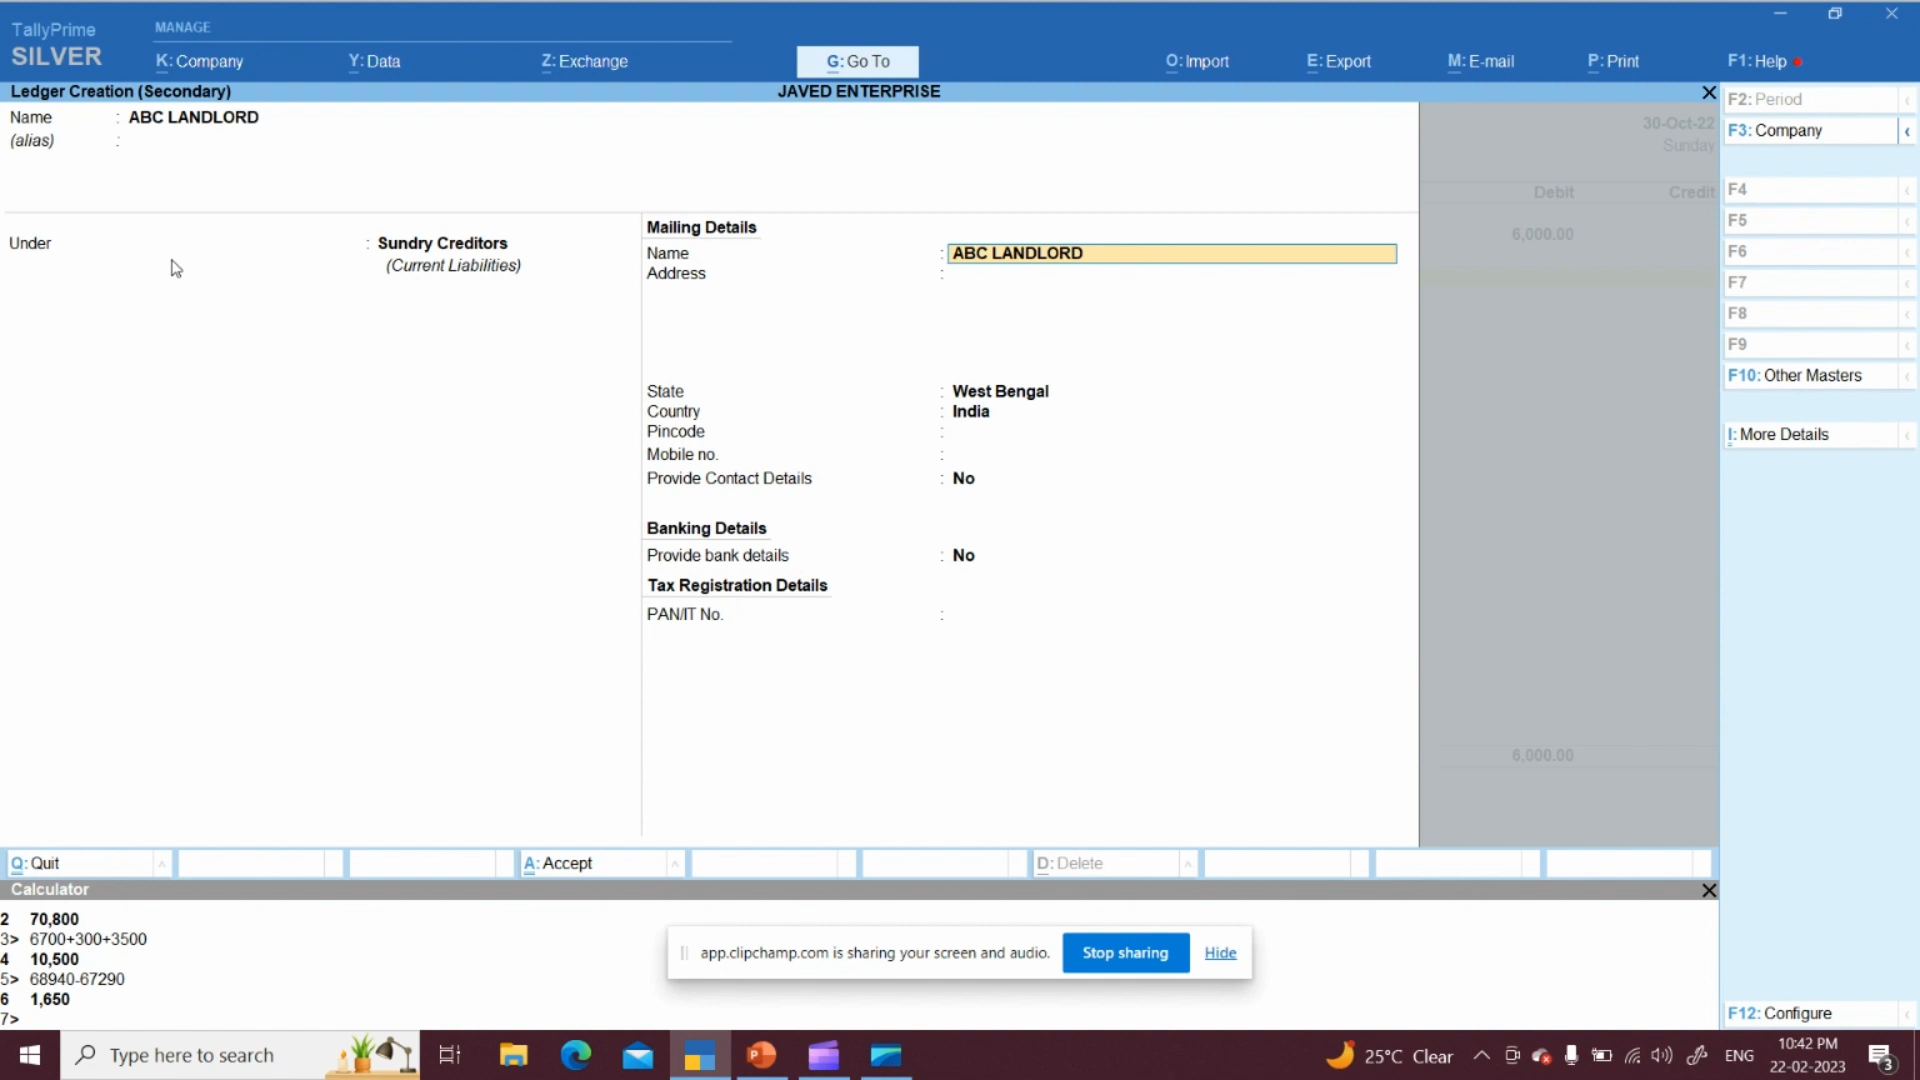 TallyPrime
SILVER
MANAGE
K: Company
Y: Data
Z: Exchange
G: Go To
O: Import
E: Export
M: E-mail
P: Print
F1: Help
Ledger Creation (Secondary)
JAVED ENTERPRISE
Name : ABC LANDLORD
(alias) :
Under : Sundry Creditors
(Current Liabilities)
Mailing Details
Name : ABC LANDLORD
Address :
State : West Bengal
Country : India
Pincode :
Mobile no. :
Provide Contact Details : No
Banking Details
Provide bank details : No
Tax Registration Details
PAN/IT No. :
30-Oct-22
Sunday
Debit Credit
6,000.00
6,000.00
F2: Period
F3: Company
F4
F5
F6
F7
F8
F9
F10: Other Masters
I: More Details
F12: Configure
Q: Quit
A: Accept
D: Delete
Calculator
2 70,800
3> 6700+300+3500
4 10,500
5> 68940-67290
6 1,650
7>
app.clipchamp.com is sharing your screen and audio.
Stop sharing
Hide
Type here to search
25°C Clear
ENG
10:42 PM
22-02-2023
3